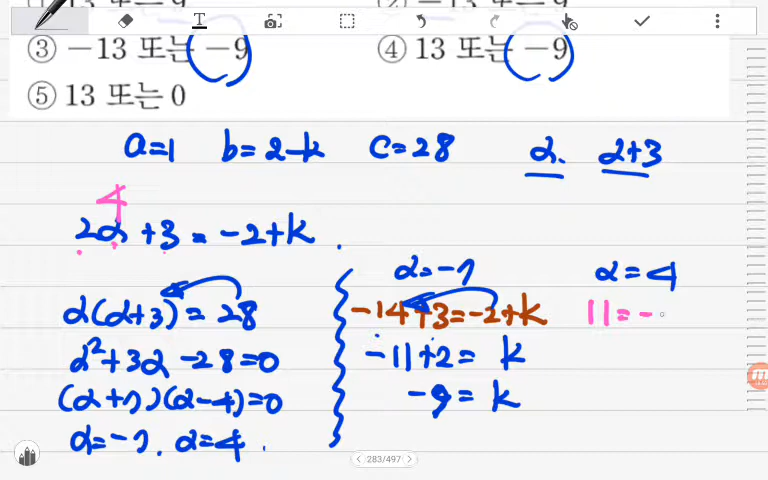 ③ -13 또는 -9 ④ 13 또는 -9
⑤ 13 또는 0
a=1 b=2-k c=28 α. α+3
4
2α+3=-2+k.
α(α+3)=28
α²+3α-28=0
(α+7)(α-4)=0
α=-7. α=4.
α=-7
-14+3=-2+k
-11+2=k
-9=k
α=4
11=-
283/497